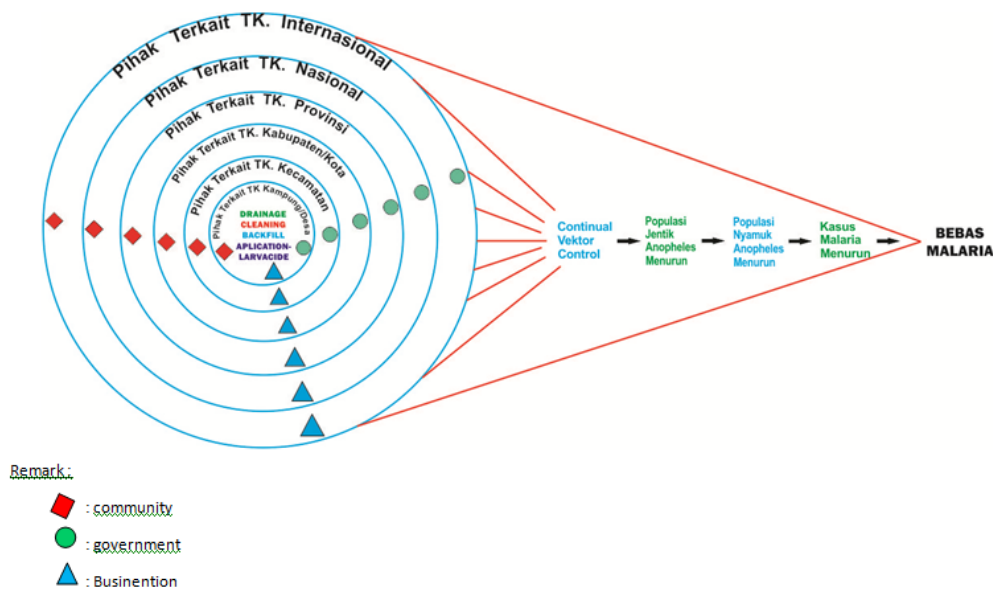 Pihak Terkait TK. Internasional
Pihak Terkait TK. Nasional
Pihak Terkait TK. Provinsi
Pihak Terkait TK. Kabupaten/Kota
Pihak Terkait TK. Kecamatan
Pihak Terkait TK Kampung/Desa
DRAINAGE
CLEANING
BACKFILL
APLICATION-
LARVACIDE
Continual
Vektor
Control
Populasi
Jentik
Anopheles
Menurun
Populasi
Nyamuk
Anopheles
Menurun
Kasus
Malaria
Menurun
BEBAS
MALARIA
Remark :
: community
: government
: Businention